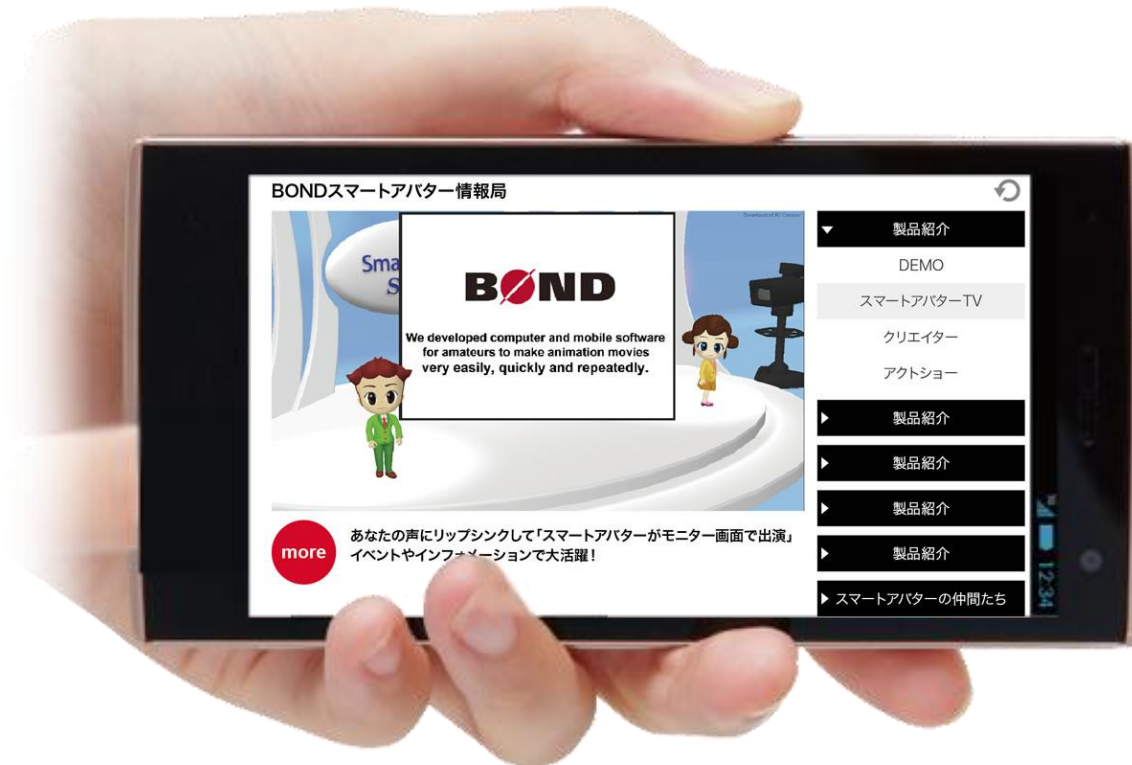 BONDスマートアバター情報局
Sma
S
BOND
We developed computer and mobile software
for amateurs to make animation movies
very easily, quickly and repeatedly.
more
あなたの声にリップシンクして「スマートアバターがモニター画面で出演」
イベントやインフォメーションで大活躍!
製品紹介
DEMO
スマートアバターTV
クリエイター
アクトショー
製品紹介
製品紹介
製品紹介
製品紹介
スマートアバターの仲間たち
12:34